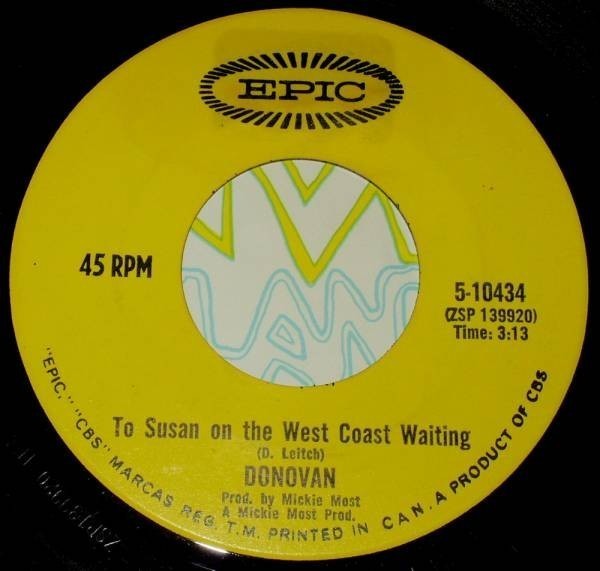 EPIC
45 RPM
5-10434
(ZSP 139920)
Time: 3:13
To Susan on the West Coast Waiting
(D. Leitch)
DONOVAN
Prod. by Mickie Most
A Mickie Most Prod.
"EPIC," "CBS" MARCAS REG. T.M. PRINTED IN CAN. A PRODUCT OF CBS